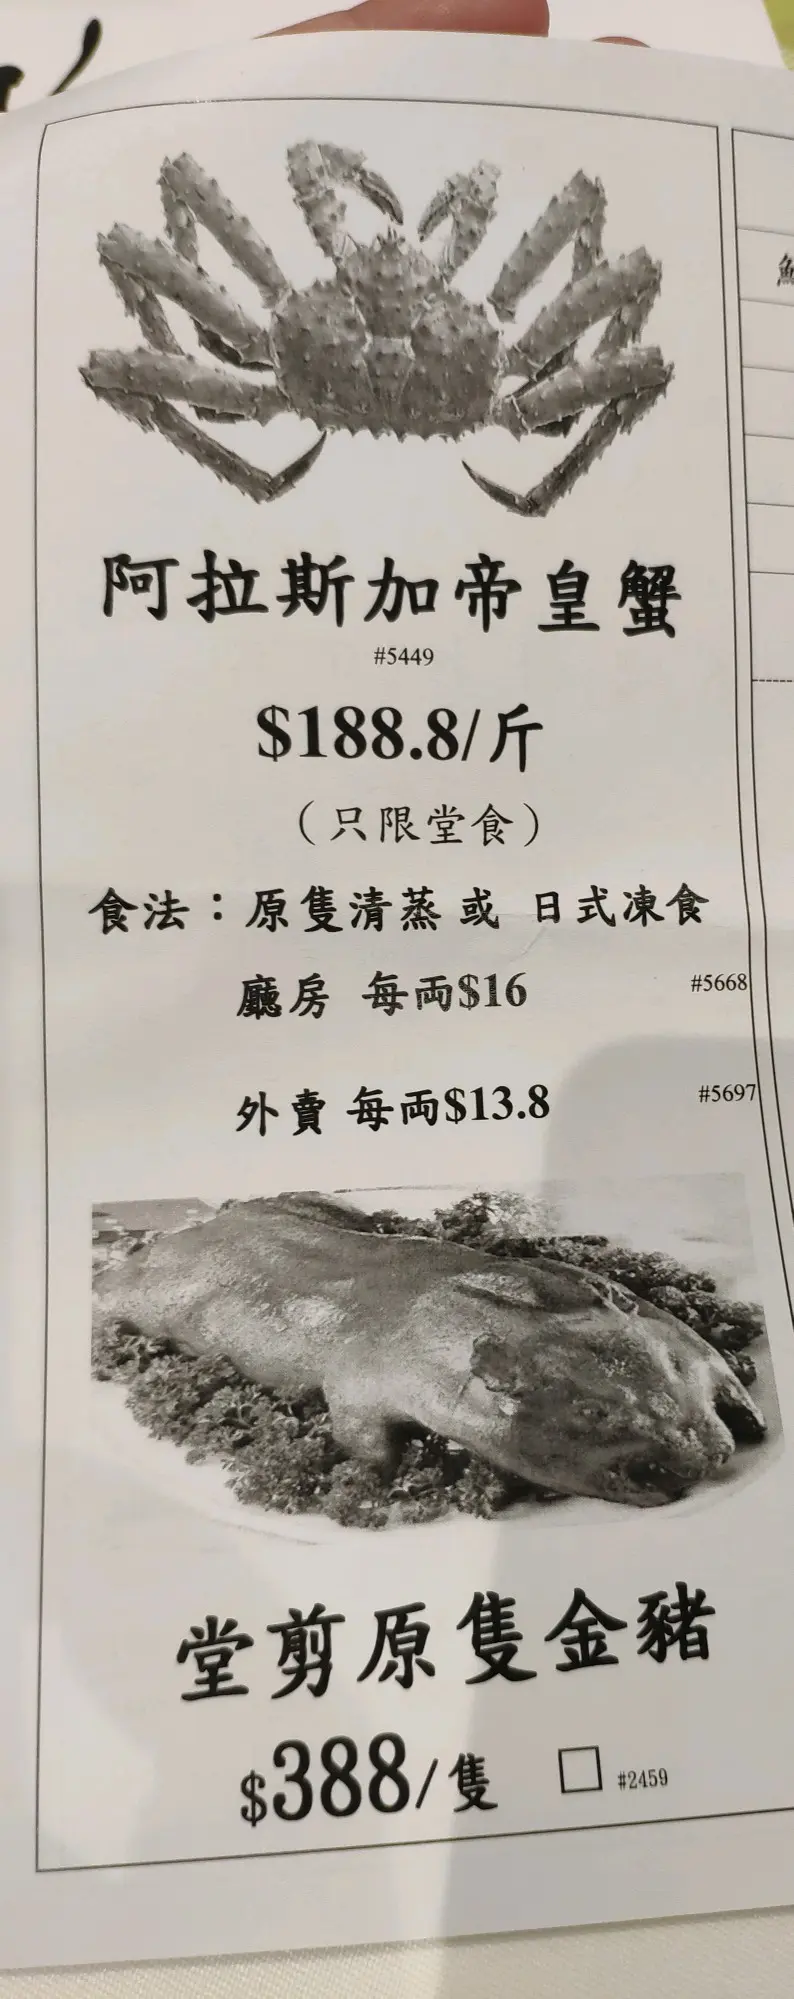 阿拉斯加帝皇蟹
#5449
$188.8/斤
（只限堂食）
食法：原隻清蒸或 日式凍食
廳房 每両$16 #5668
外賣 每両$13.8 #5697
堂剪原隻金豬
$388/隻 #2459